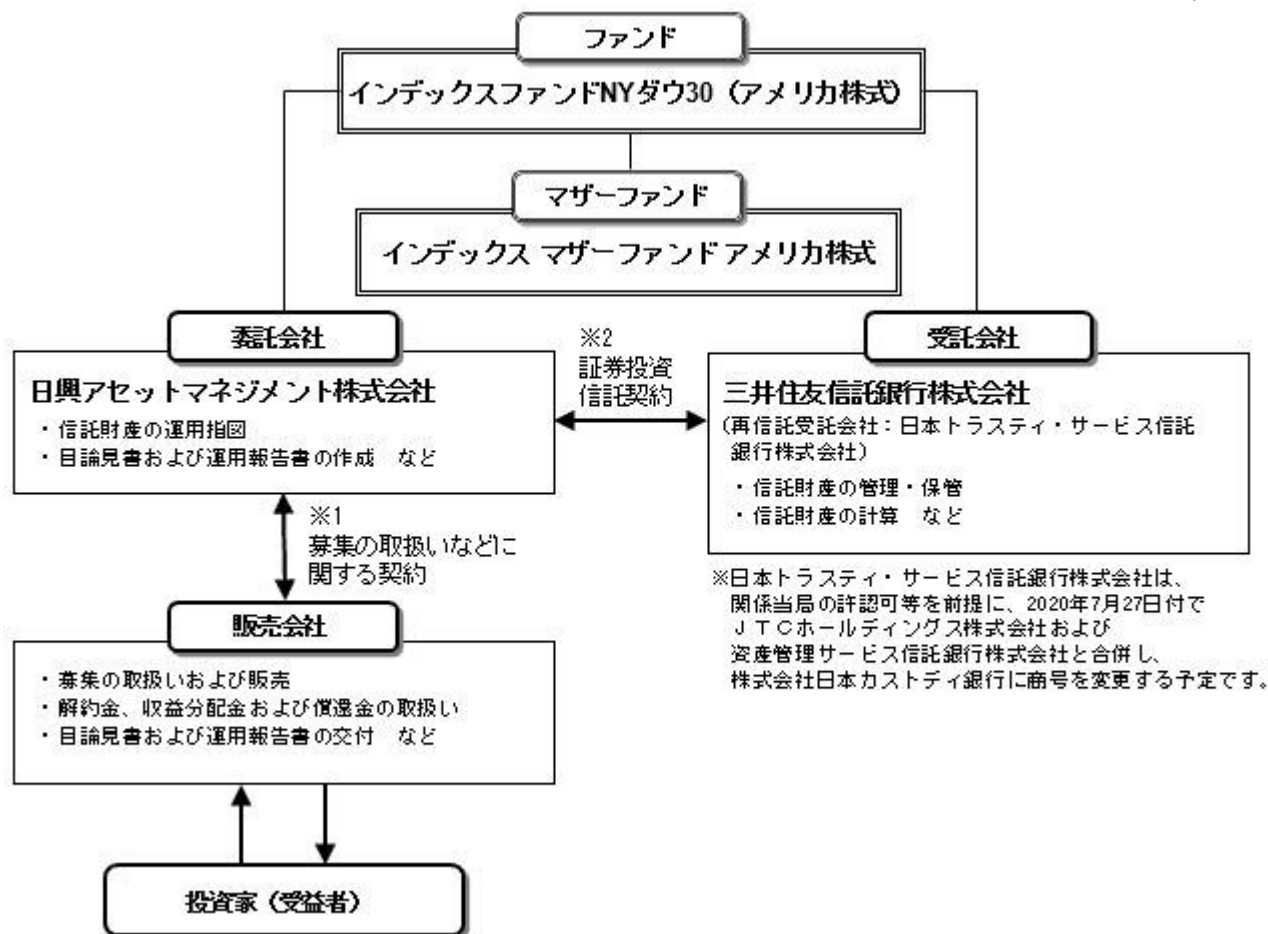 ファンド
インデックスファンドNYダウ30（アメリカ株式）
マザーファンド
インデックス マザーファンド アメリカ株式
委託会社
日興アセットマネジメント株式会社
・信託財産の運用指図
・目論見書および運用報告書の作成　など
※2
証券投資
信託契約
受託会社
三井住友信託銀行株式会社
（再信託受託会社：日本トラスティ・サービス信託
銀行株式会社）
・信託財産の管理・保管
・信託財産の計算　など
※1
募集の取扱いなどに
関する契約
※日本トラスティ・サービス信託銀行株式会社は、
関係当局の許認可等を前提に、2020年7月27日付で
ＪＴＣホールディングス株式会社および
資産管理サービス信託銀行株式会社と合併し、
株式会社日本カストディ銀行に商号を変更する予定です。
販売会社
・募集の取扱いおよび販売
・解約金、収益分配金および償還金の取扱い
・目論見書および運用報告書の交付　など
投資家（受益者）